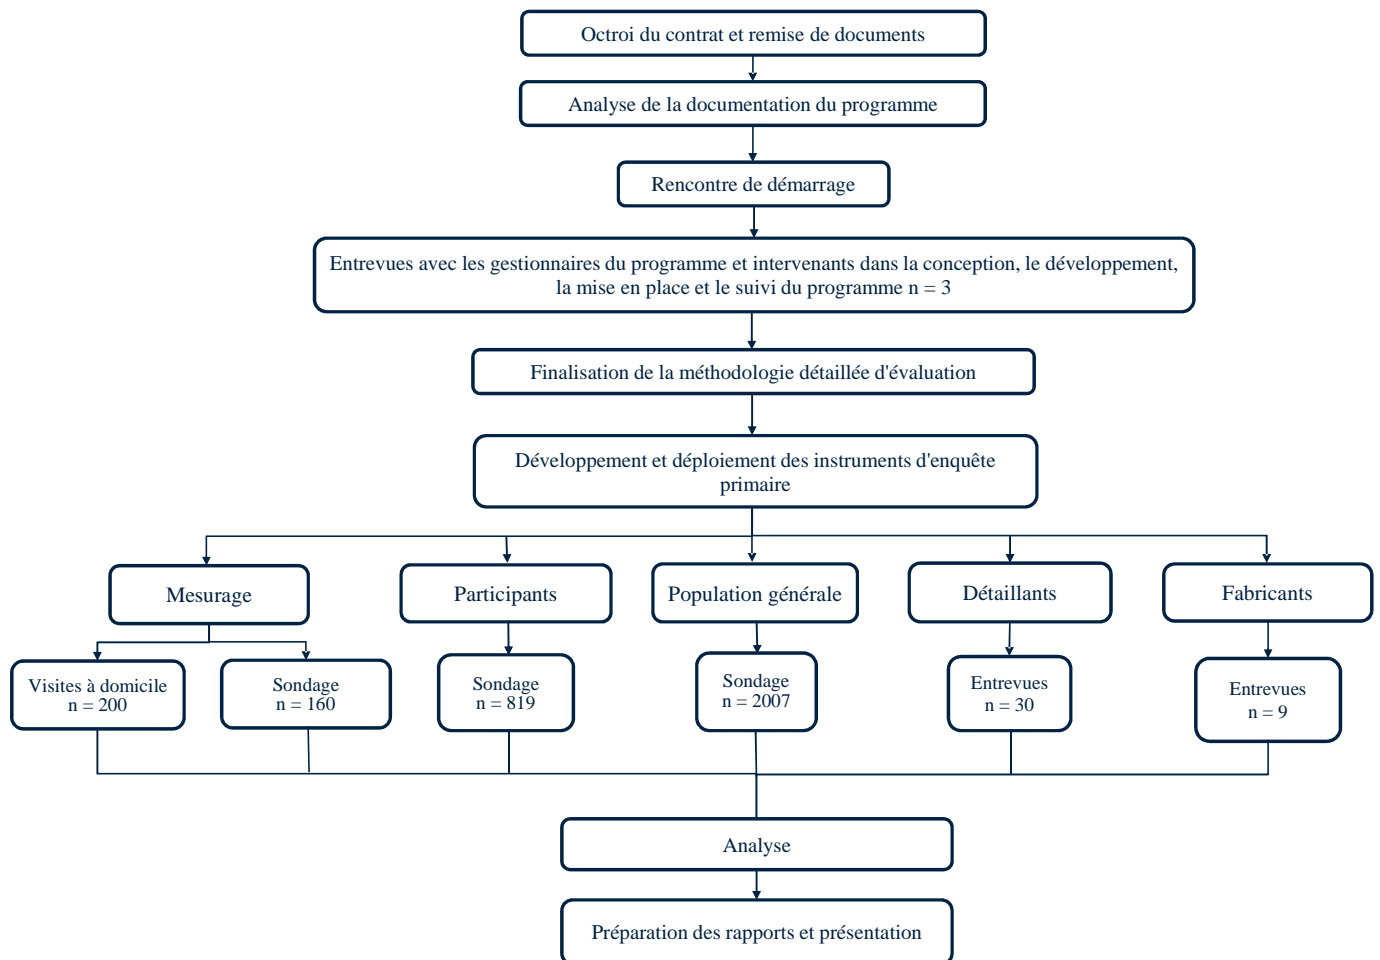 Octroi du contrat et remise de documents
Analyse de la documentation du programme
Rencontre de démarrage
Entrevues avec les gestionnaires du programme et intervenants dans la conception, le développement,
la mise en place et le suivi du programme n = 3
Finalisation de la méthodologie détaillée d'évaluation
Développement et déploiement des instruments d'enquête
primaire
Mesurage
Participants
Population générale
Détaillants
Fabricants
Visites à domicile
n = 200
Sondage
n = 160
Sondage
n = 819
Sondage
n = 2007
Entrevues
n = 30
Entrevues
n = 9
Analyse
Préparation des rapports et présentation